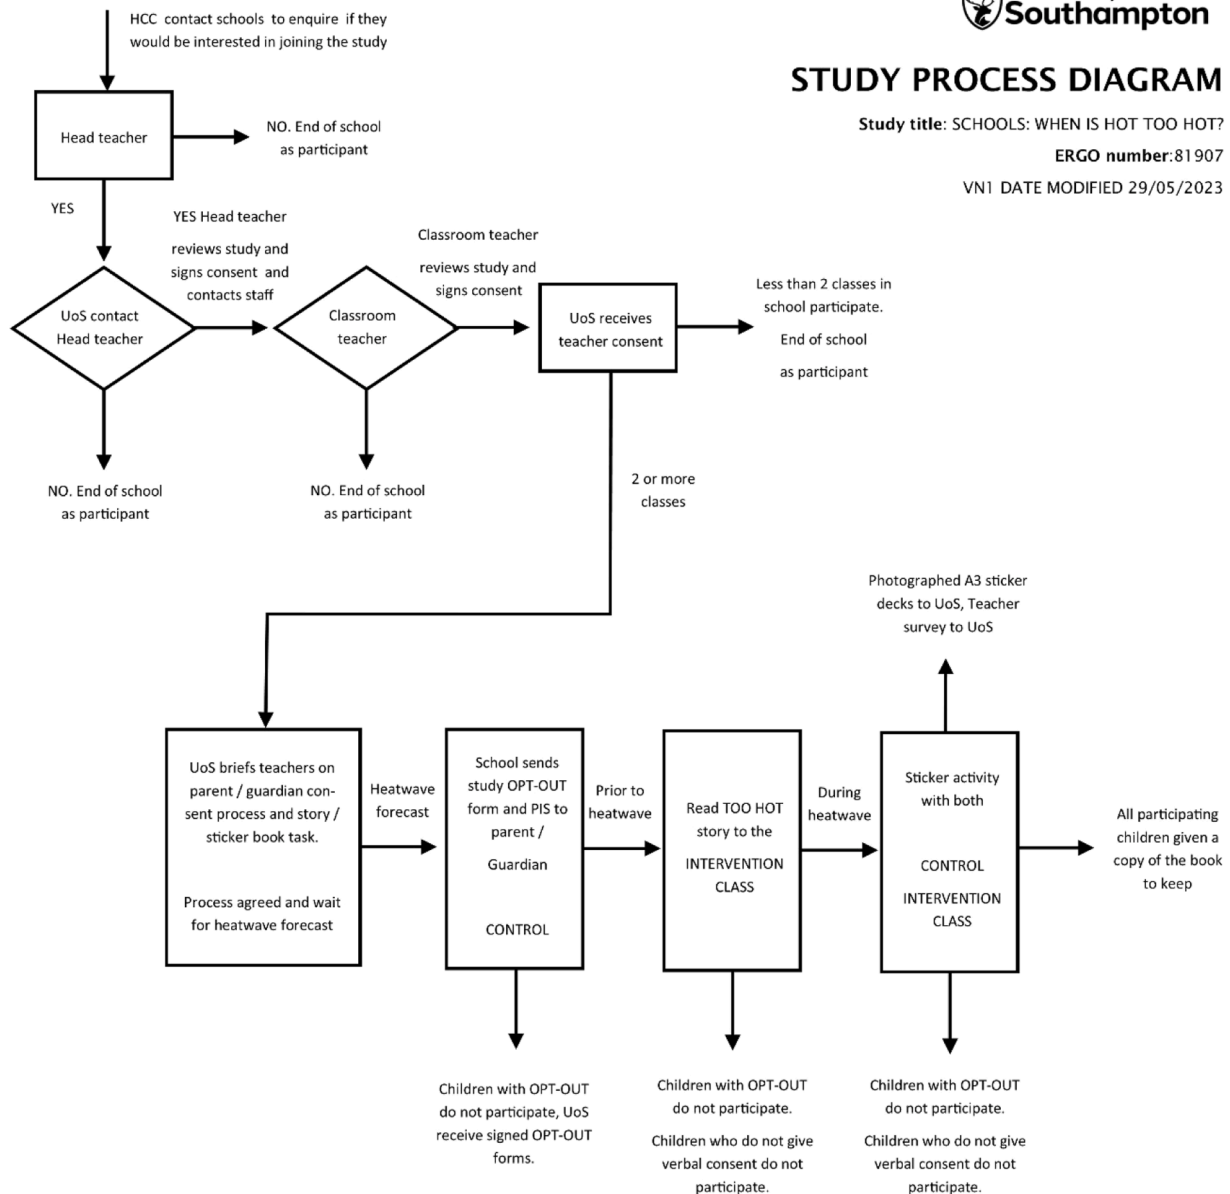 HCC contact schools to enquire if they
would be interested in joining the study
Southampton
STUDY PROCESS DIAGRAM
Study title: SCHOOLS: WHEN IS HOT TOO HOT?
ERGO number:81907
VN1 DATE MODIFIED 29/05/2023
Head teacher
NO. End of school
as participant
YES
YES Head teacher
reviews study and
signs consent and
contacts staff
Classroom teacher
reviews study and
signs consent
UoS contact
Head teacher
Classroom
teacher
UoS receives
teacher consent
Less than 2 classes in
school participate.
End of school
as participant
NO. End of school
as participant
NO. End of school
as participant
2 or more
classes
Photographed A3 sticker
decks to UoS, Teacher
survey to UoS
UoS briefs teachers on
parent / guardian con-
sent process and story /
sticker book task.
Process agreed and wait
for heatwave forecast
Heatwave
forecast
School sends
study OPT-OUT
form and PIS to
parent /
Guardian
CONTROL
Prior to
heatwave
Read TOO HOT
story to the
INTERVENTION
CLASS
During
heatwave
Sticker activity
with both
CONTROL
INTERVENTION
CLASS
All participating
children given a
copy of the book
to keep
Children with OPT-OUT
do not participate, UoS
receive signed OPT-OUT
forms.
Children with OPT-OUT
do not participate.
Children who do not give
verbal consent do not
participate.
Children with OPT-OUT
do not participate.
Children who do not give
verbal consent do not
participate.